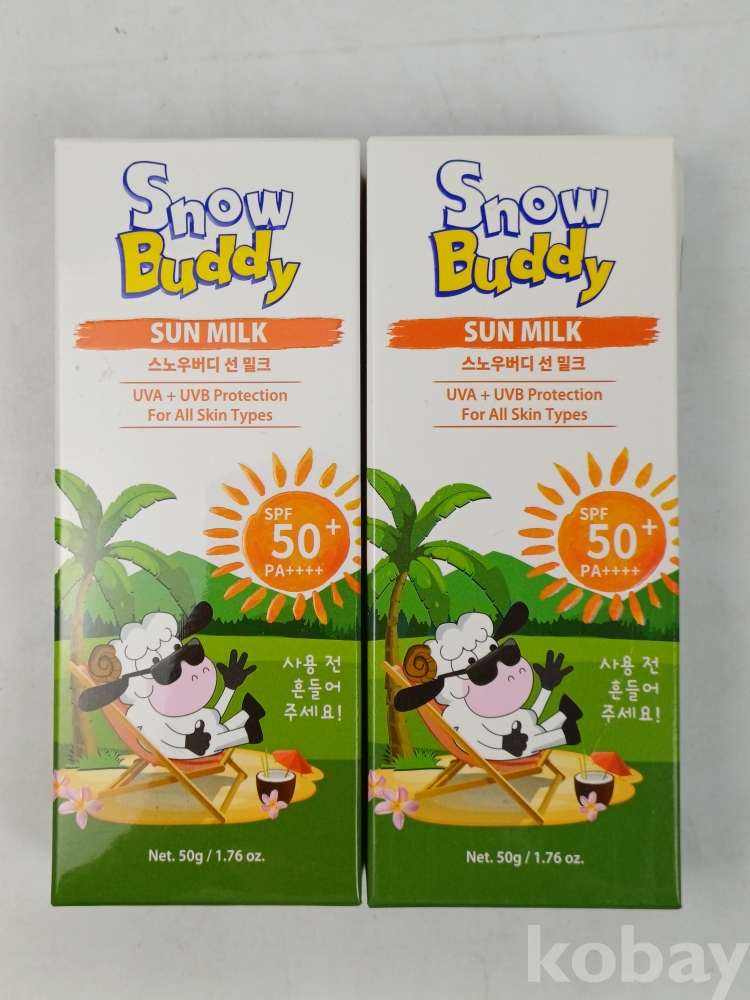 Snow
Buddy
SUN MILK
스노우버디 선 밀크
UVA + UVB Protection
For All Skin Types
SPF
50+
PA++++
사용 전
흔들어
주세요!
Net. 50g / 1.76 oz.
Snow
Buddy
SUN MILK
스노우버디 선 밀크
UVA + UVB Protection
For All Skin Types
SPF
50+
PA++++
사용 전
흔들어
주세요!
Net. 50g / 1.76 oz.
kobay